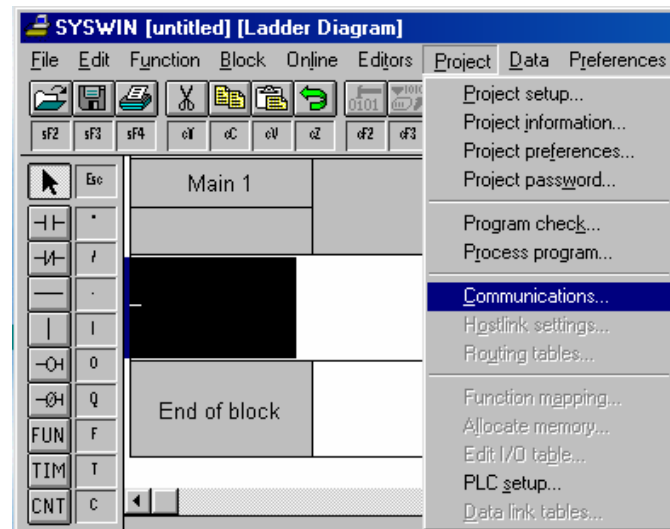 SYSWIN [untitled] [Ladder Diagram]
File Edit Function Block Online Editors Project Data Preferences
Project setup...
Project information...
Project preferences...
Project password...
Program check...
Process program...
Communications...
Hostlink settings...
Routing tables...
Function mapping...
Allocate memory...
Edit I/O table...
PLC setup...
Data link tables...
0101
sF2 sF3 sF4 cX cC cV cZ cF2 cF3
Esc
Main 1
O
Q
End of block
FUN F
TIM T
CNT C